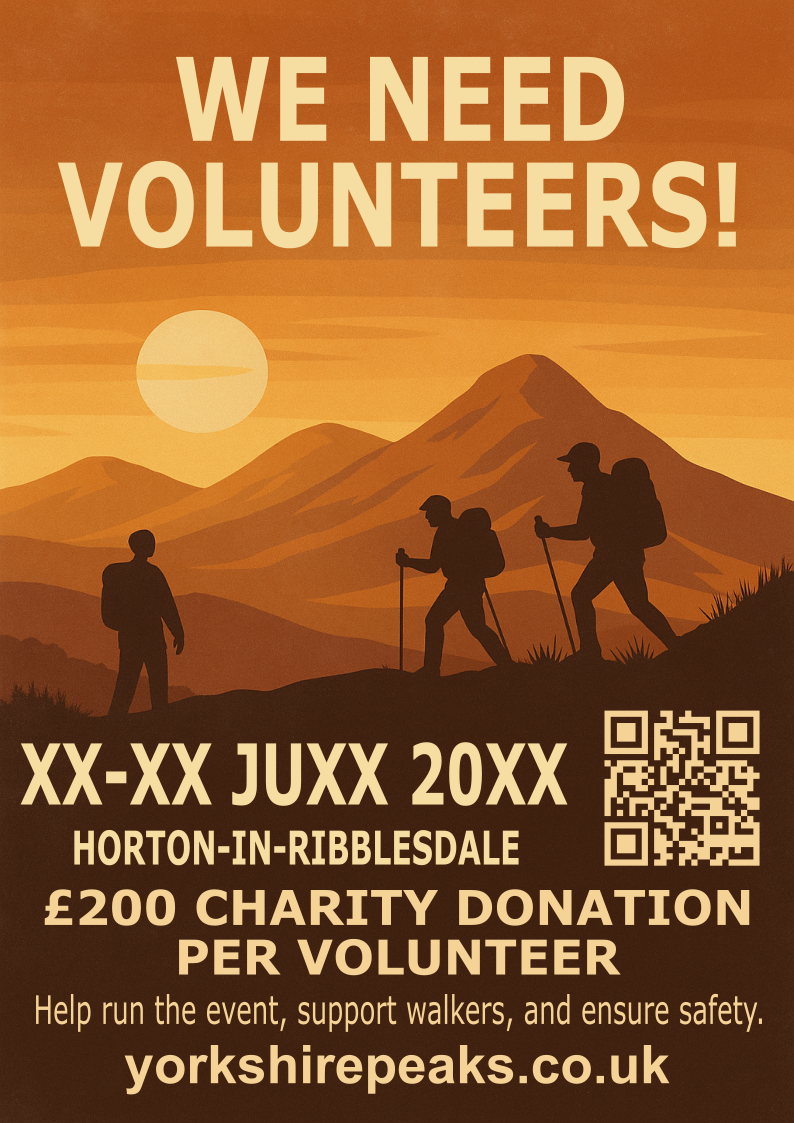 WE NEED
VOLUNTEERS!
XX-XX JUXX 20XX
HORTON-IN-RIBBLESDALE
£200 CHARITY DONATION
PER VOLUNTEER
Help run the event, support walkers, and ensure safety.
yorkshirepeaks.co.uk